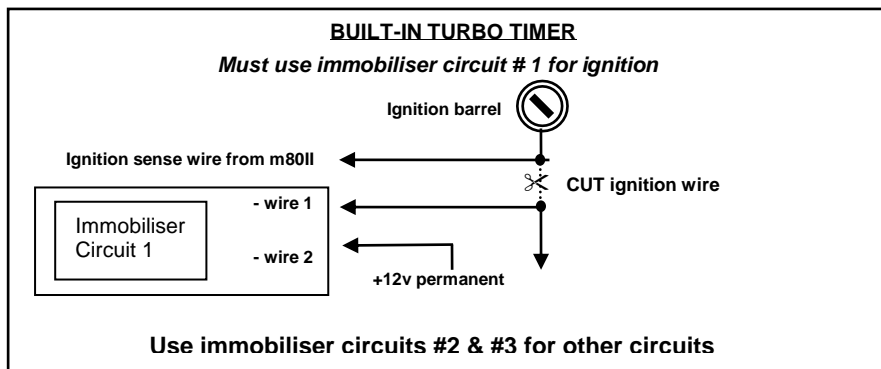 BUILT-IN TURBO TIMER
Must use immobiliser circuit # 1 for ignition
Ignition barrel
Ignition sense wire from m80II
CUT ignition wire
- wire 1
Immobiliser
Circuit 1
- wire 2
+12v permanent
Use immobiliser circuits #2 & #3 for other circuits